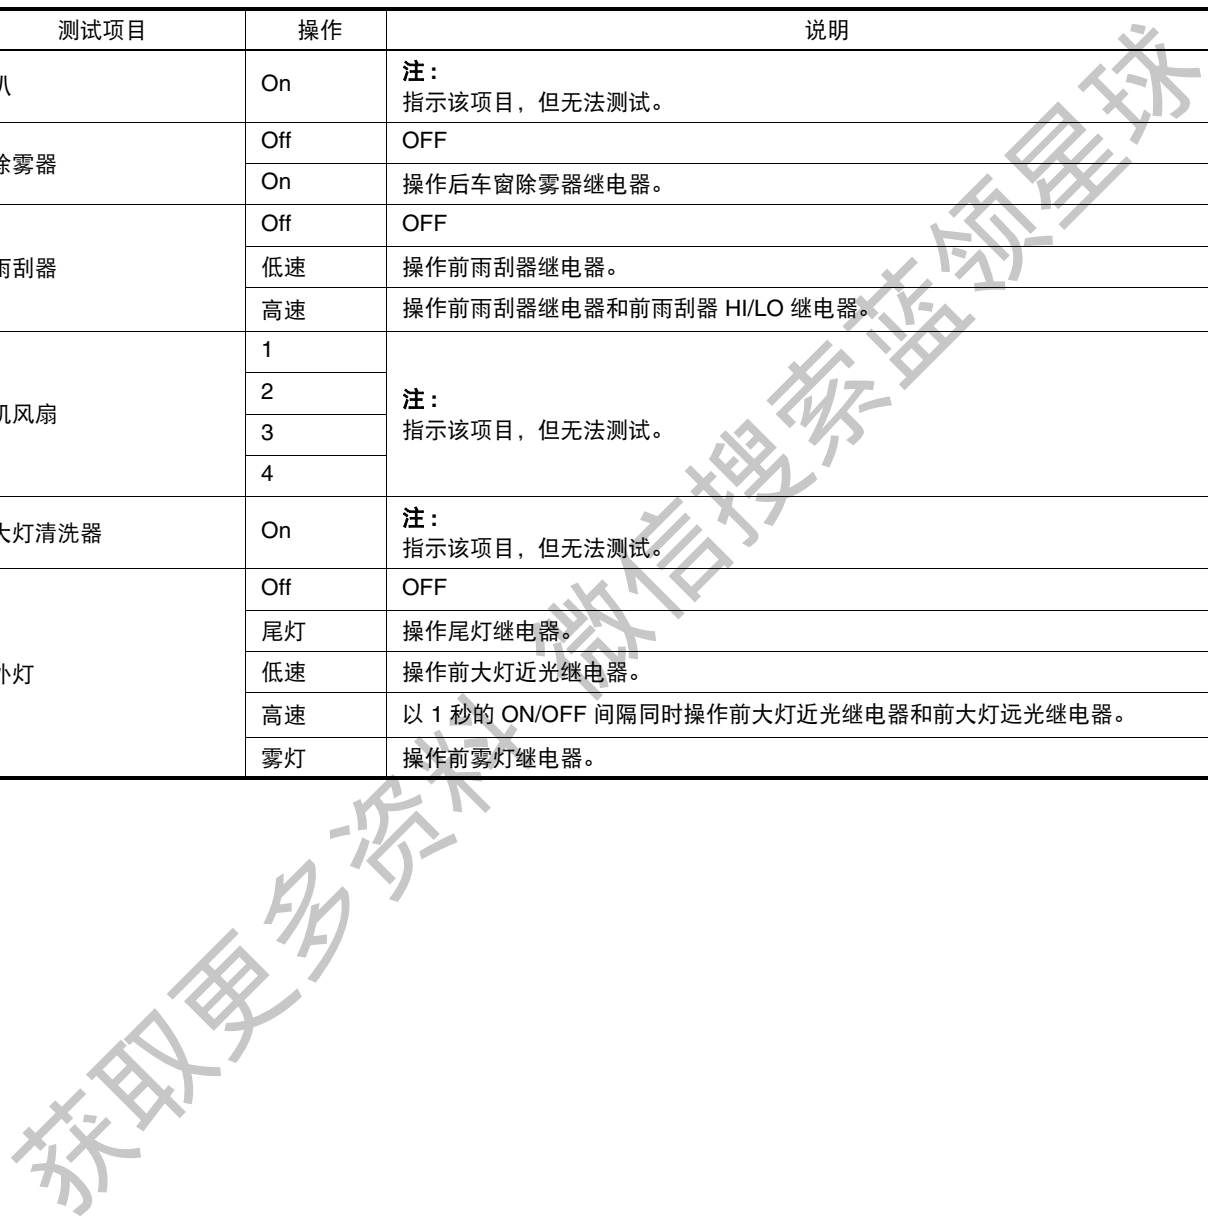 测试项目 操作 说明
叭 On 注：
指示该项目，但无法测试。
除雾器 Off OFF
On 操作后车窗除雾器继电器。
雨刮器 Off OFF
低速 操作前雨刮器继电器。
高速 操作前雨刮器继电器和前雨刮器 HI/LO 继电器。
机风扇 1
2
3
4
注：
指示该项目，但无法测试。
大灯清洗器 On 注：
指示该项目，但无法测试。
外灯 Off OFF
尾灯 操作尾灯继电器。
低速 操作前大灯近光继电器。
高速 以 1 秒的 ON/OFF 间隔同时操作前大灯近光继电器和前大灯远光继电器。
雾灯 操作前雾灯继电器。
获取更多资料 微信搜索蓝领星球